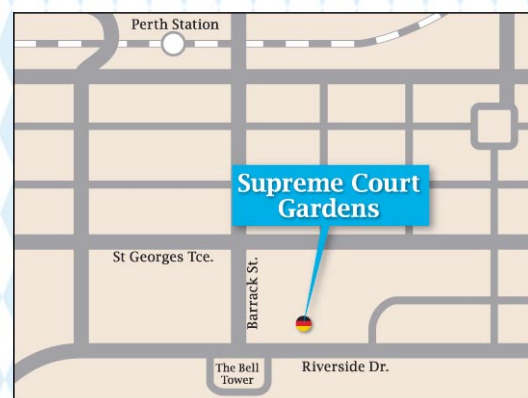 Perth Station
Supreme Court
Gardens
St Georges Tce.
Barrack St.
The Bell
Tower
Riverside Dr.